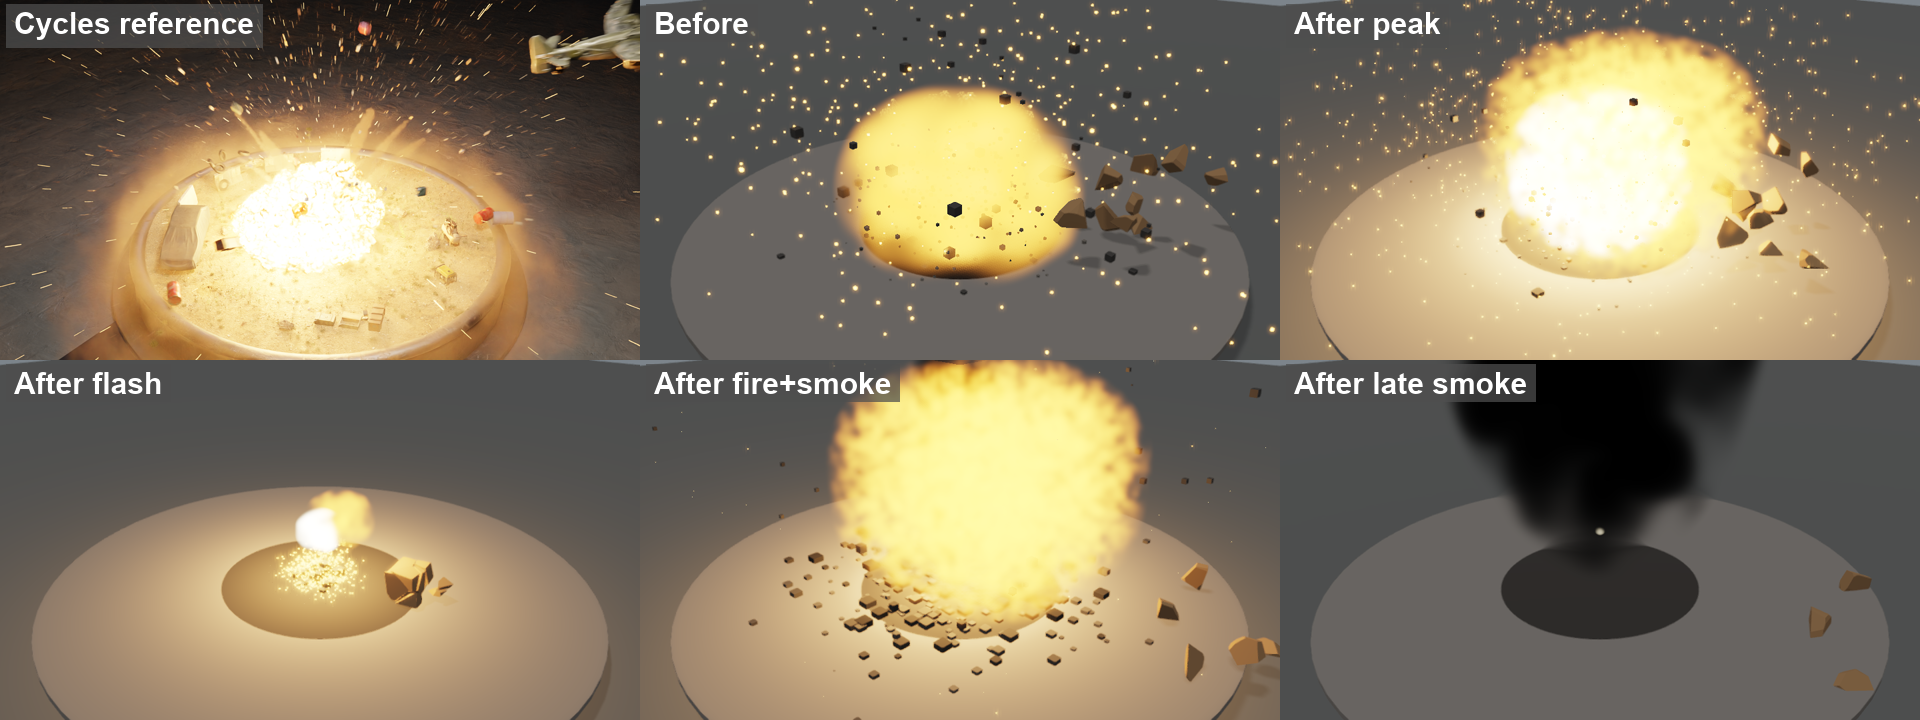 Cycles reference
Before
After peak
After flash
After fire+smoke
After late smoke